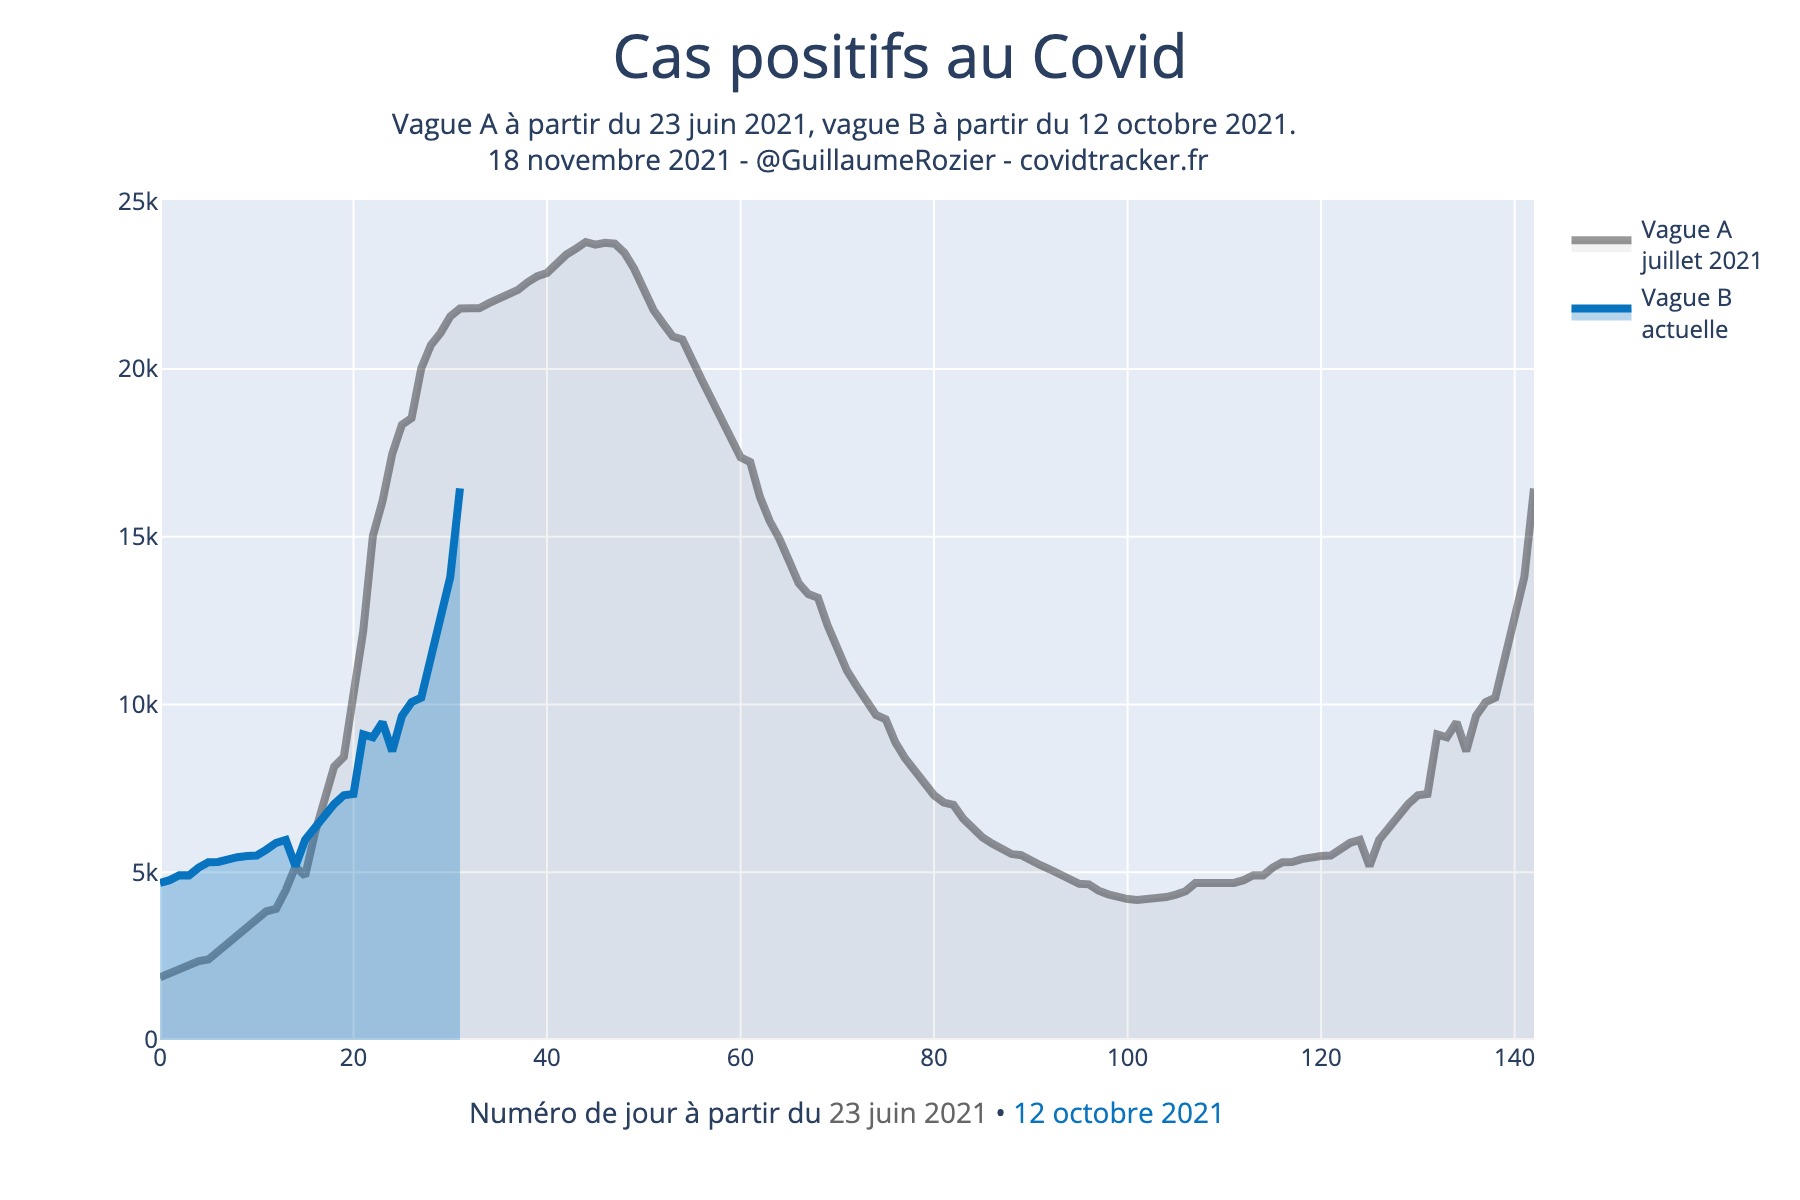 Cas positifs au Covid
Vague A à partir du 23 juin 2021, vague B à partir du 12 octobre 2021.
18 novembre 2021 - @GuillaumeRozier - covidtracker.fr
25k
20k
15k
10k
5k
0
0 20 40 60 80 100 120 140
Vague A
juillet 2021
Vague B
actuelle
Numéro de jour à partir du 23 juin 2021 • 12 octobre 2021